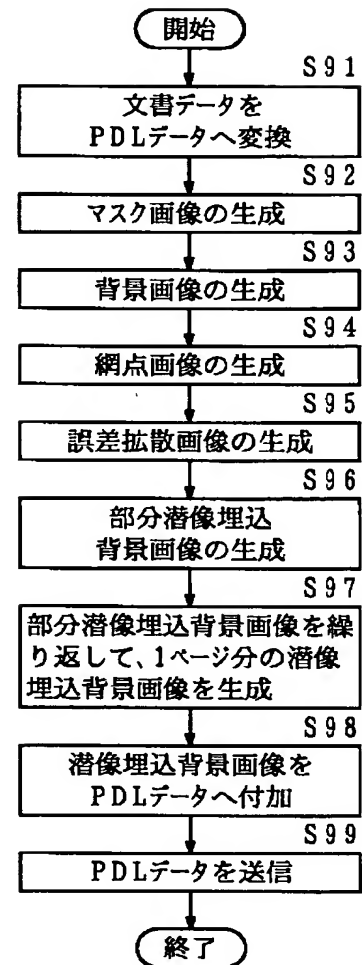 開始
S91
文書データを
PDLデータへ変換
S92
マスク画像の生成
S93
背景画像の生成
S94
網点画像の生成
S95
誤差拡散画像の生成
S96
部分潜像埋込
背景画像の生成
S97
部分潜像埋込背景画像を繰
り返して、1ページ分の潜像
埋込背景画像を生成
S98
潜像埋込背景画像を
PDLデータへ付加
S99
PDLデータを送信
終了